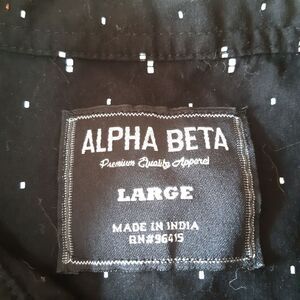 ALPHA BETA
Premium Quality Apparel
LARGE
MADE IN INDIA
RN#96415